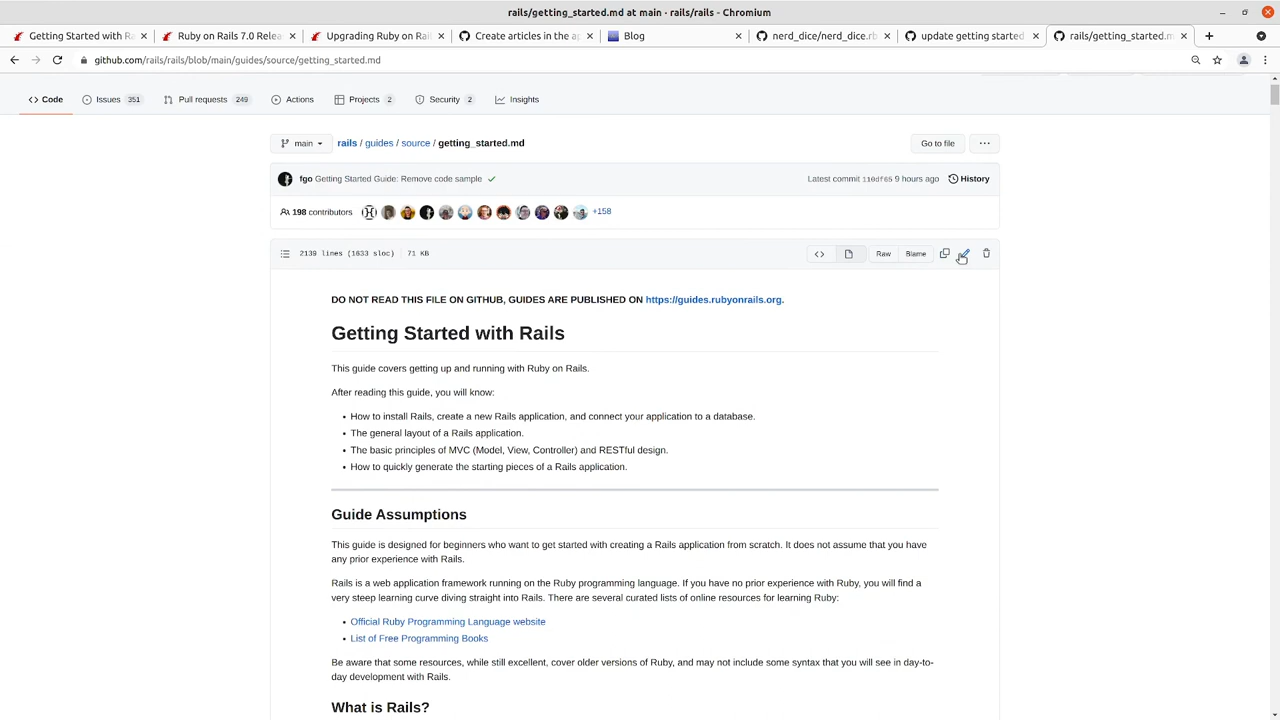 rails/getting_started.md at main · rails/rails - Chromium
Getting Started with Ra
Ruby on Rails 7.0 Relea
Upgrading Ruby on Rail
Create articles in the ap
Blog
nerd_dice/nerd_dice.rb
update getting started
rails/getting_started.m
github.com/rails/rails/blob/main/guides/source/getting_started.md
Code
Issues 351
Pull requests 249
Actions
Projects 2
Security 2
Insights
main
rails / guides / source / getting_started.md
Go to file
fgo Getting Started Guide: Remove code sample
Latest commit 110df65 9 hours ago
History
198 contributors
+158
2139 lines (1633 sloc) 71 KB
Raw
Blame
DO NOT READ THIS FILE ON GITHUB, GUIDES ARE PUBLISHED ON https://guides.rubyonrails.org.
Getting Started with Rails
This guide covers getting up and running with Ruby on Rails.
After reading this guide, you will know:
• How to install Rails, create a new Rails application, and connect your application to a database.
• The general layout of a Rails application.
• The basic principles of MVC (Model, View, Controller) and RESTful design.
• How to quickly generate the starting pieces of a Rails application.
Guide Assumptions
This guide is designed for beginners who want to get started with creating a Rails application from scratch. It does not assume that you have
any prior experience with Rails.
Rails is a web application framework running on the Ruby programming language. If you have no prior experience with Ruby, you will find a
very steep learning curve diving straight into Rails. There are several curated lists of online resources for learning Ruby:
• Official Ruby Programming Language website
• List of Free Programming Books
Be aware that some resources, while still excellent, cover older versions of Ruby, and may not include some syntax that you will see in day-to-
day development with Rails.
What is Rails?